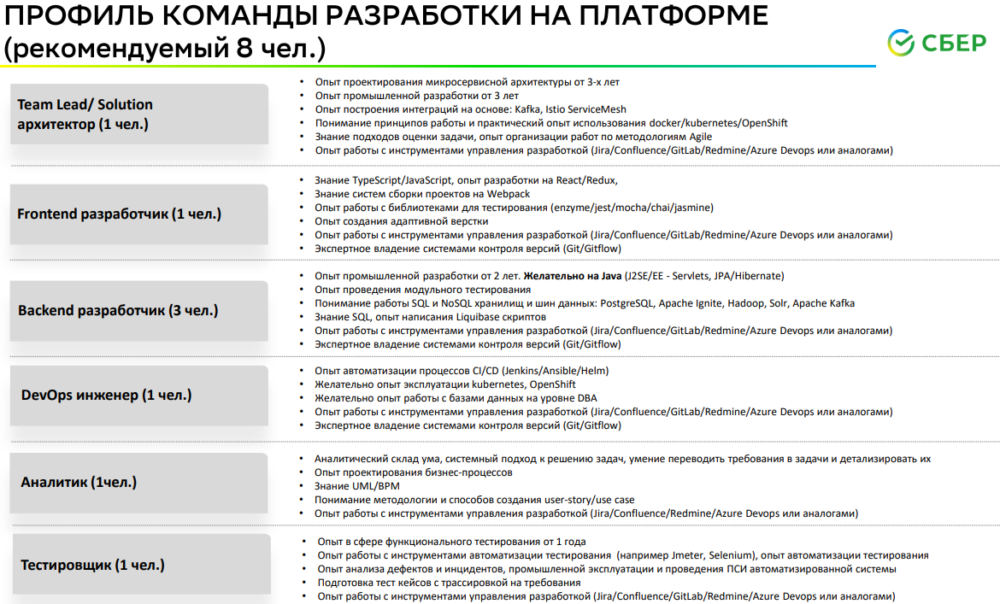 ПРОФИЛЬ КОМАНДЫ РАЗРАБОТКИ НА ПЛАТФОРМЕ
(рекомендуемый 8 чел.)
СБЕР
Team Lead/ Solution
архитектор (1 чел.)
• Опыт проектирования микросервисной архитектуры от 3-х лет
• Опыт промышленной разработки от 3 лет
• Опыт построения интеграций на основе: Kafka, Istio ServiceMesh
• Понимание принципов работы и практический опыт использования docker/kubernetes/OpenShift
• Знание подходов оценки задачи, опыт организации работ по методологиям Agile
• Опыт работы с инструментами управления разработкой (Jira/Confluence/GitLab/Redmine/Azure Devops или аналогами)
Frontend разработчик (1 чел.)
• Знание TypeScript/JavaScript, опыт разработки на React/Redux,
• Знание систем сборки проектов на Webpack
• Опыт работы с библиотеками для тестирования (enzyme/jest/mocha/chai/jasmine)
• Опыт создания адаптивной верстки
• Опыт работы с инструментами управления разработкой (Jira/Confluence/GitLab/Redmine/Azure Devops или аналогами)
• Экспертное владение системами контроля версий (Git/Gitflow)
Backend разработчик (3 чел.)
• Опыт промышленной разработки от 2 лет. Желательно на Java (J2SE/EE - Servlets, JPA/Hibernate)
• Опыт проведения модульного тестирования
• Понимание работы SQL и NoSQL хранилищ и шин данных: PostgreSQL, Apache Ignite, Hadoop, Solr, Apache Kafka
• Знание SQL, опыт написания Liquibase скриптов
• Опыт работы с инструментами управления разработкой (Jira/Confluence/GitLab/Redmine/Azure Devops или аналогами)
• Экспертное владение системами контроля версий (Git/Gitflow)
DevOps инженер (1 чел.)
• Опыт автоматизации процессов CI/CD (Jenkins/Ansible/Helm)
• Желательно опыт эксплуатации kubernetes, OpenShift
• Желательно опыт работы с базами данных на уровне DBA
• Опыт работы с инструментами управления разработкой (Jira/Confluence/GitLab/Redmine/Azure Devops или аналогами)
• Экспертное владение системами контроля версий (Git/Gitflow)
Аналитик (1чел.)
• Аналитический склад ума, системный подход к решению задач, умение переводить требования в задачи и детализировать их
• Опыт проектирования бизнес-процессов
• Знание UML/BPM
• Понимание методологии и способов создания user-story/use case
• Опыт работы с инструментами управления разработкой (Jira/Confluence/Redmine/Azure Devops или аналогами)
Тестировщик (1 чел.)
• Опыт в сфере функционального тестирования от 1 года
• Опыт работы с инструментами автоматизации тестирования (например Jmeter, Selenium), опыт автоматизации тестирования
• Опыт анализа дефектов и инцидентов, промышленной эксплуатации и проведения ПСИ автоматизированной системы
• Подготовка тест кейсов с трассировкой на требования
• Опыт работы с инструментами управления разработкой (Jira/Confluence/GitLab/Redmine/Azure Devops или аналогами)